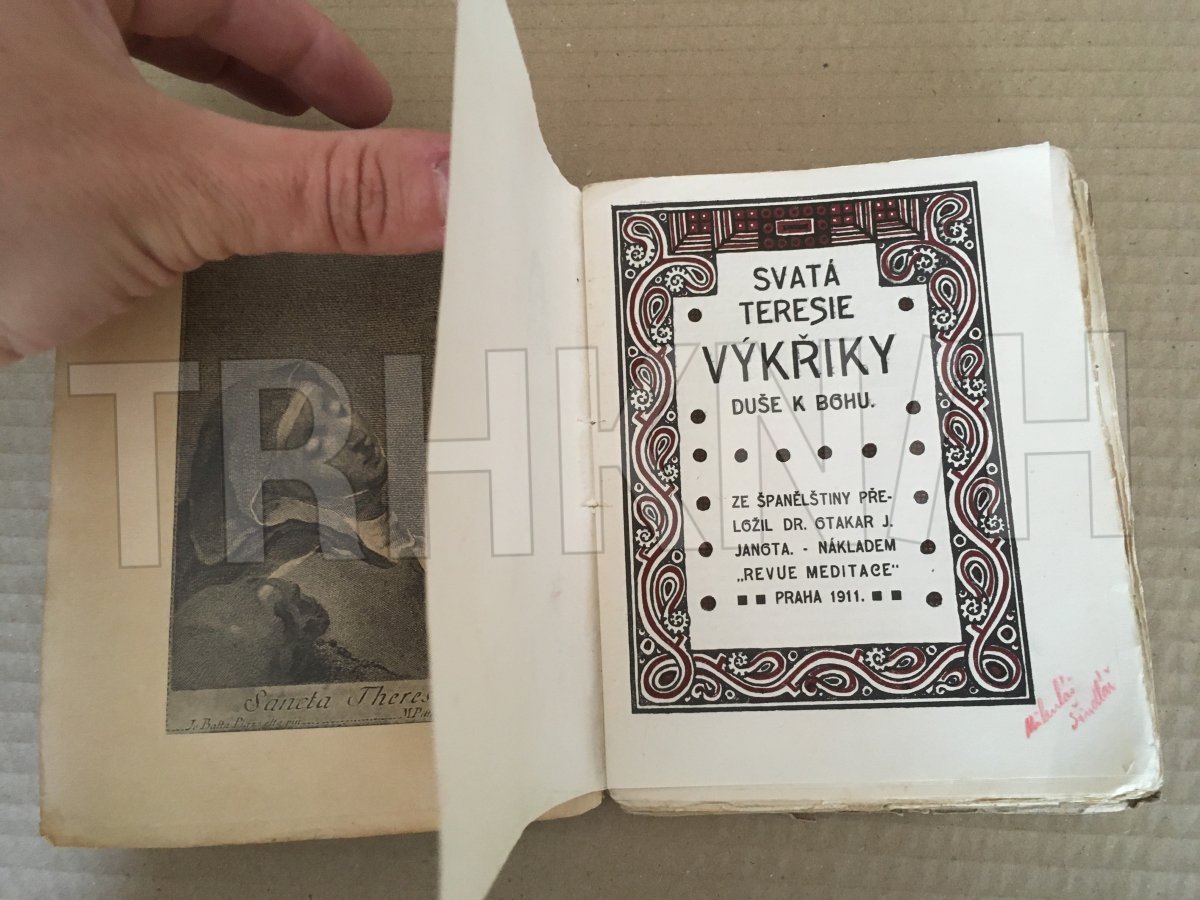 Sancta Theres
SVATÁ
TERESIE
VÝKŘIKY
DUŠE K BOHU.
ZE ŠPANĚLŠTINY PŘE-
LOŽIL DR. OTAKAR J.
JANOTA. - NÁKLADEM
„REVUE MEDITACE“
PRAHA 1911.
TRHKNIH